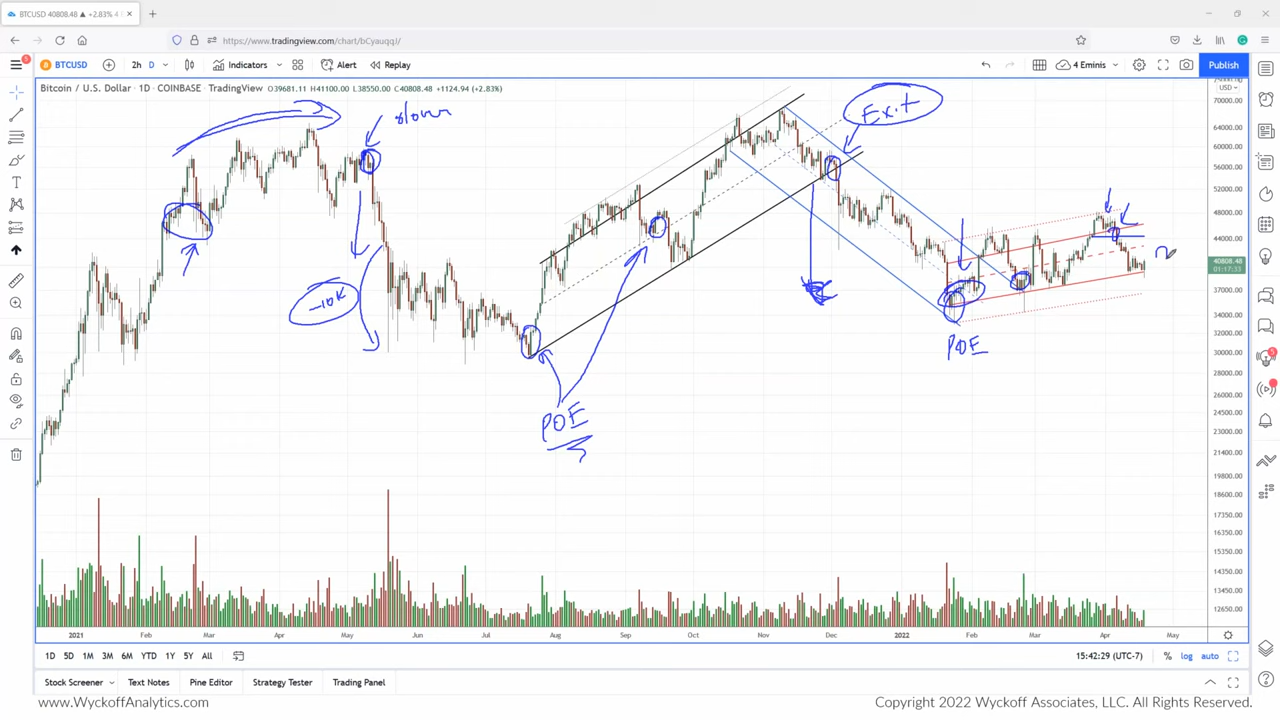 BTCUSD 40808.48 ▲ +2.83% 4
https://www.tradingview.com/chart/bCyauqqJ/
BTCUSD 2h D Indicators Alert Replay 4 Eminis Publish
Bitcoin / U.S. Dollar · 1D · COINBASE · TradingView O39681.11 H41100.00 L38550.00 C40808.48 +1124.94 (+2.83%)
USD
70000.00
64000.00
56000.00
52000.00
48000.00
44000.00
40808.48
01:17:33
37000.00
34500.00
32000.00
30000.00
28000.00
26000.00
24500.00
23000.00
21400.00
19800.00
18500.00
17350.00
16350.00
15350.00
14350.00
13450.00
12650.00
Exit
-10K
POE
POE
2021 Feb Mar Apr May Jun Jul Aug Sep Oct Nov Dec 2022 Feb Mar Apr May
1D 5D 1M 3M 6M YTD 1Y 5Y All 15:42:29 (UTC-7) % log auto
Stock Screener Text Notes Pine Editor Strategy Tester Trading Panel
www.WyckoffAnalytics.com Copyright 2022 Wyckoff Associates, LLC. All Rights Reserved.